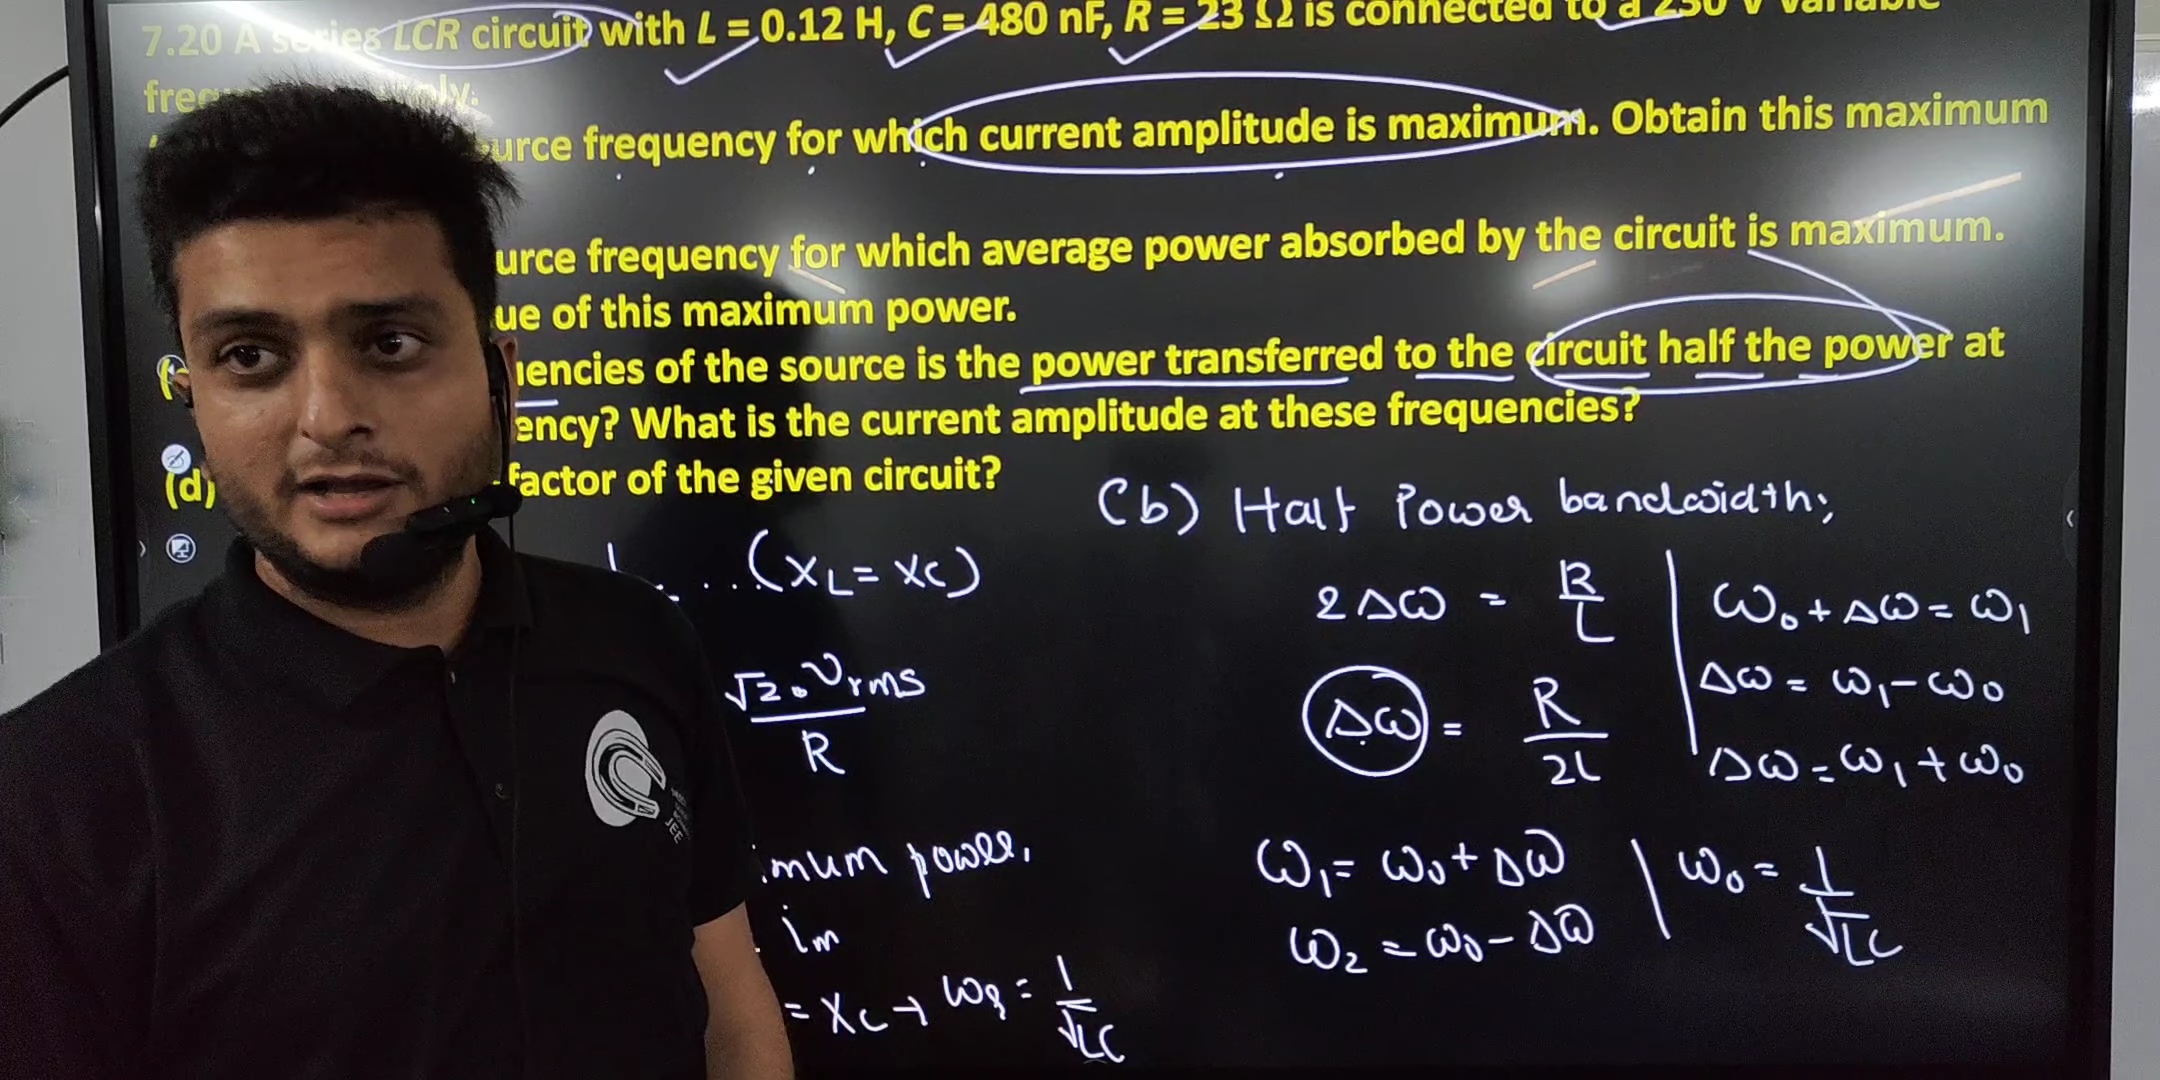 7.20 A series LCR circuit with L = 0.12 H, C = 480 nF, R = 23 Ω is connected to a 230 V variable
urce frequency for which current amplitude is maximum. Obtain this maximum
urce frequency for which average power absorbed by the circuit is maximum.
ue of this maximum power.
encies of the source is the power transferred to the circuit half the power at
ency? What is the current amplitude at these frequencies?
(d) factor of the given circuit?
(b) Half Power bandwidth;
... (XL = XC)
2Δω = R/L
ω0 + Δω = ω1
√2 . Vrms / R
Δω = R/2L
Δω = ω1 - ω0
Δω = ω1 + ω0
imum power,
im
ω1 = ω0 + Δω
ω0 = 1/√LC
ω2 = ω0 - Δω
= XC → ωr = 1/√LC
JEE